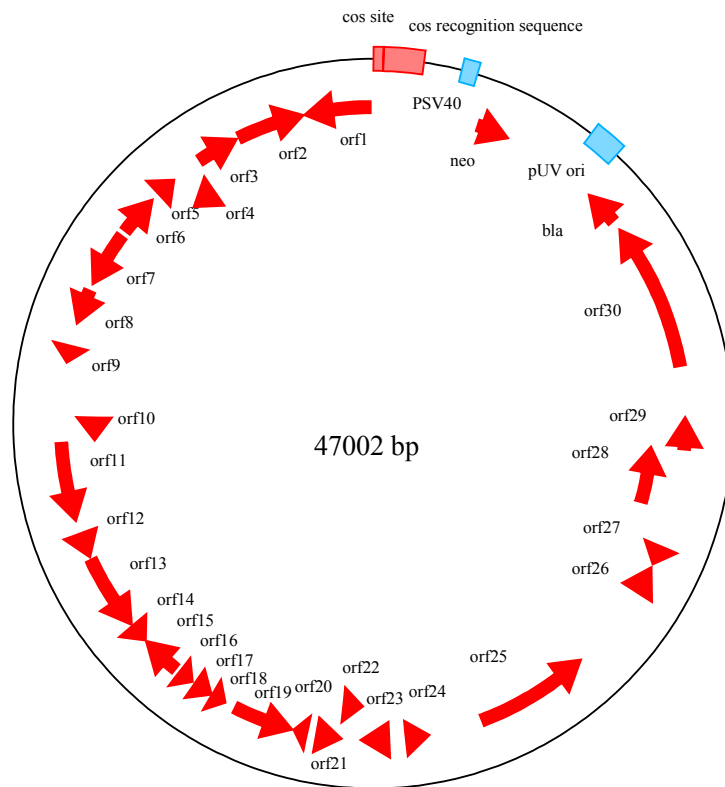 cos site
cos recognition sequence
PSV40
neo
pUV ori
bla
orf1
orf2
orf3
orf4
orf5
orf6
orf7
orf8
orf9
orf10
orf11
orf12
orf13
orf14
orf15
orf16
orf17
orf18
orf19
orf20
orf21
orf22
orf23
orf24
orf25
orf26
orf27
orf28
orf29
orf30
47002 bp